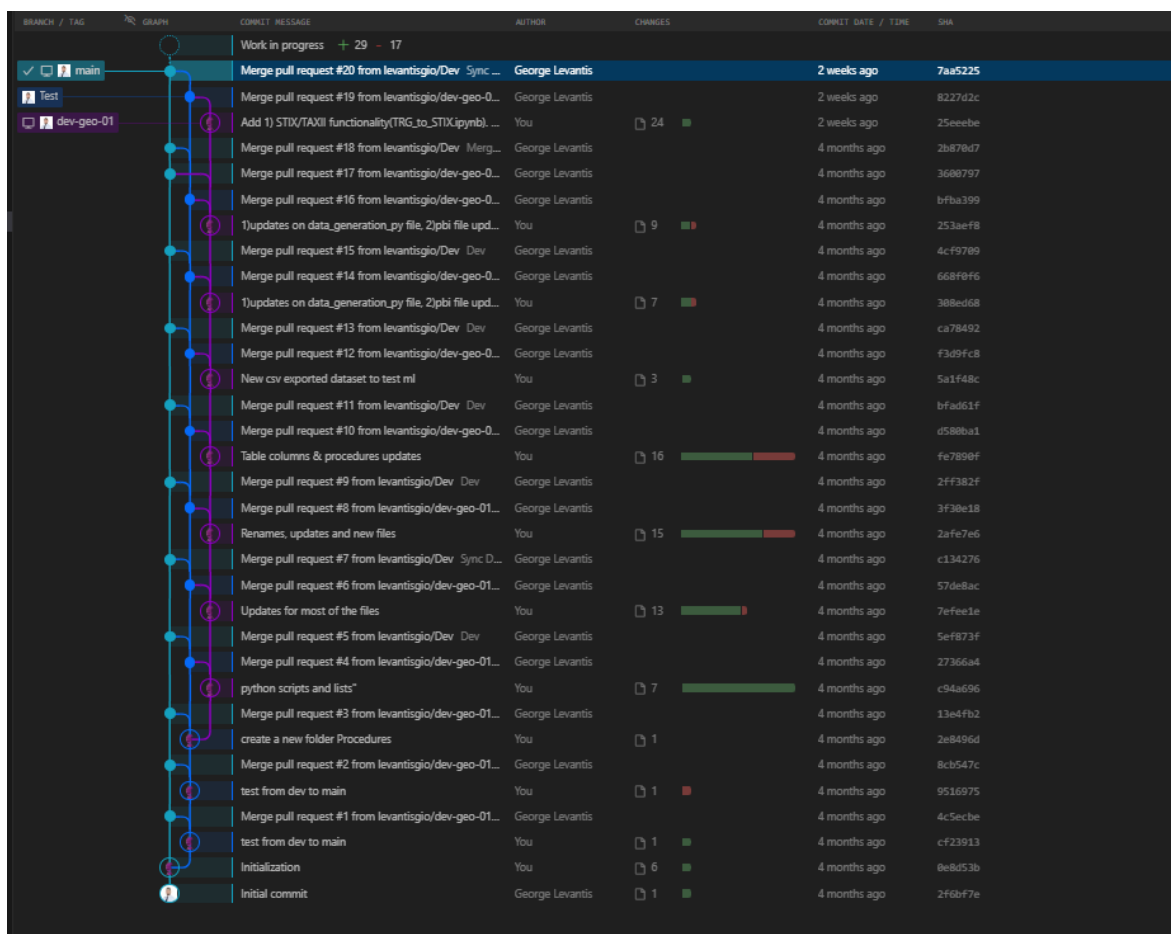 BRANCH / TAG GRAPH COMMIT MESSAGE AUTHOR CHANGES COMMIT DATE / TIME SHA
Work in progress + 29 - 17
main Merge pull request #20 from levantisgio/Dev Sync ... George Levantis 2 weeks ago 7aa5225
Test Merge pull request #19 from levantisgio/dev-geo-0... George Levantis 2 weeks ago 8227d2c
dev-geo-01 Add 1) STIX/TAXII functionality(TRG_to_STIX.ipynb). ... You 24 2 weeks ago 25eeebe
Merge pull request #18 from levantisgio/Dev Merg... George Levantis 4 months ago 2b870d7
Merge pull request #17 from levantisgio/dev-geo-0... George Levantis 4 months ago 3600797
Merge pull request #16 from levantisgio/dev-geo-0... George Levantis 4 months ago bfba399
1)updates on data_generation_py file, 2)pbi file upd... You 9 4 months ago 253aef8
Merge pull request #15 from levantisgio/Dev Dev George Levantis 4 months ago 4cf9709
Merge pull request #14 from levantisgio/dev-geo-0... George Levantis 4 months ago 668f0f6
1)updates on data_generation_py file, 2)pbi file upd... You 7 4 months ago 308ed68
Merge pull request #13 from levantisgio/Dev Dev George Levantis 4 months ago ca78492
Merge pull request #12 from levantisgio/dev-geo-0... George Levantis 4 months ago f3d9fc8
New csv exported dataset to test ml You 3 4 months ago 5a1f48c
Merge pull request #11 from levantisgio/Dev Dev George Levantis 4 months ago bfad61f
Merge pull request #10 from levantisgio/dev-geo-0... George Levantis 4 months ago d580ba1
Table columns & procedures updates You 16 4 months ago fe7890f
Merge pull request #9 from levantisgio/Dev Dev George Levantis 4 months ago 2ff382f
Merge pull request #8 from levantisgio/dev-geo-01... George Levantis 4 months ago 3f30e18
Renames, updates and new files You 15 4 months ago 2afe7e6
Merge pull request #7 from levantisgio/Dev Sync D... George Levantis 4 months ago c134276
Merge pull request #6 from levantisgio/dev-geo-01... George Levantis 4 months ago 57de8ac
Updates for most of the files You 13 4 months ago 7efee1e
Merge pull request #5 from levantisgio/Dev Dev George Levantis 4 months ago 5ef873f
Merge pull request #4 from levantisgio/dev-geo-01... George Levantis 4 months ago 27366a4
python scripts and lists" You 7 4 months ago c94a696
Merge pull request #3 from levantisgio/dev-geo-01... George Levantis 4 months ago 13e4fb2
create a new folder Procedures You 1 4 months ago 2e8496d
Merge pull request #2 from levantisgio/dev-geo-01... George Levantis 4 months ago 8cb547c
test from dev to main You 1 4 months ago 9516975
Merge pull request #1 from levantisgio/dev-geo-01... George Levantis 4 months ago 4c5ecbe
test from dev to main You 1 4 months ago cf23913
Initialization You 6 4 months ago 0e8d53b
Initial commit George Levantis 1 4 months ago 2f6bf7e